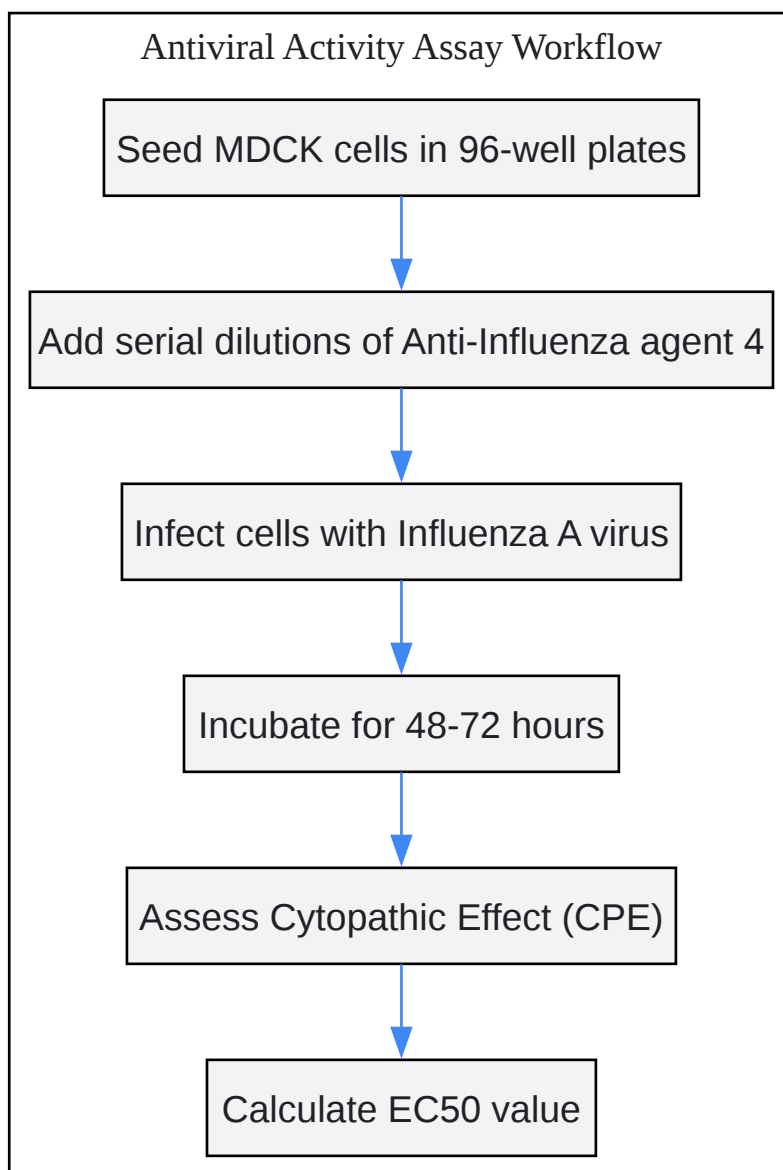 Antiviral Activity Assay Workflow
Seed MDCK cells in 96-well plates
Add serial dilutions of Anti-Influenza agent 4
Infect cells with Influenza A virus
Incubate for 48-72 hours
Assess Cytopathic Effect (CPE)
Calculate EC50 value